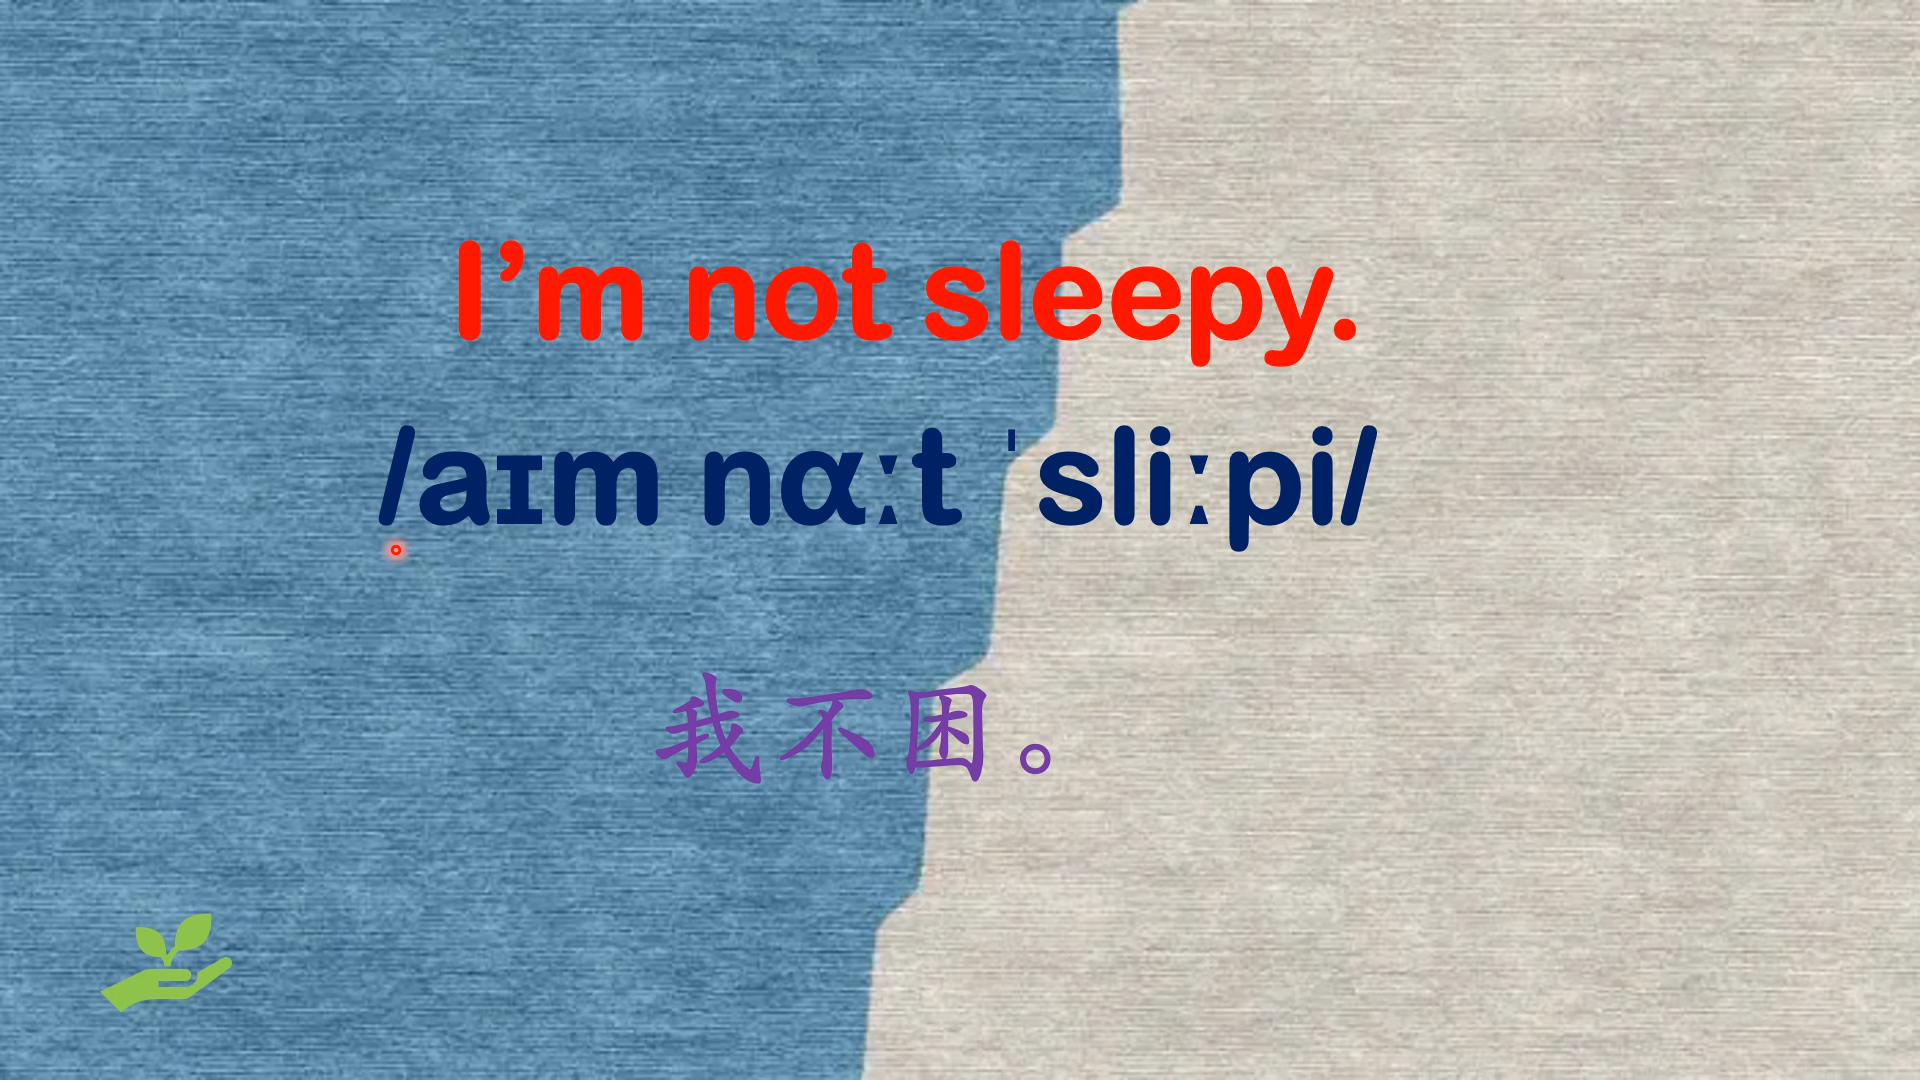 I’m not sleepy.
/aɪm nɑːt ˈsliːpi/
我不困。